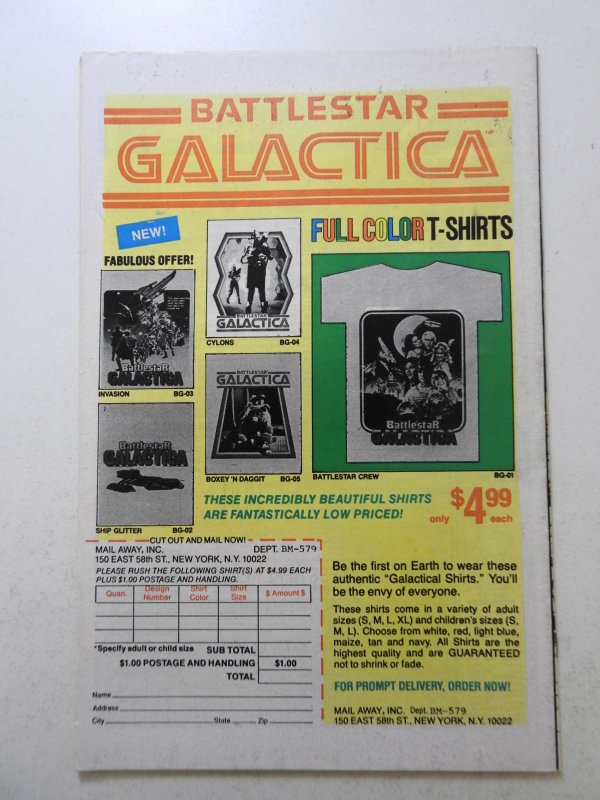 BATTLESTAR
GALACTICA™
NEW!
FABULOUS OFFER!
FULL COLOR T-SHIRTS
BattlestaR
GALACTICA
INVASION BG-03
BATTLESTAR
GALACTICA
CYLONS BG-04
BattlestaR
GALACTICA
SHIP GLITTER BG-02
BATTLESTAR
GALACTICA
BOXEY 'N DAGGIT BG-05
BattlestaR
GALACTICA
BATTLESTAR CREW BG-01
THESE INCREDIBLY BEAUTIFUL SHIRTS
ARE FANTASTICALLY LOW PRICED!
only $4.99 each
CUT OUT AND MAIL NOW!
MAIL AWAY, INC. DEPT. BM-579
150 EAST 58th ST., NEW YORK, N.Y. 10022
PLEASE RUSH THE FOLLOWING SHIRT(S) AT $4.99 EACH
PLUS $1.00 POSTAGE AND HANDLING.
Quan. Design Number Shirt Color Shirt Size $ Amount $
*Specify adult or child size SUB TOTAL
$1.00 POSTAGE AND HANDLING $1.00
TOTAL
Name
Address
City State Zip
Be the first on Earth to wear these
authentic "Galactical Shirts." You'll
be the envy of everyone.
These shirts come in a variety of adult
sizes (S, M, L, XL) and children's sizes (S,
M, L). Choose from white, red, light blue,
maize, tan and navy. All Shirts are the
highest quality and are GUARANTEED
not to shrink or fade.
FOR PROMPT DELIVERY, ORDER NOW!
MAIL AWAY, INC. Dept. BM-579
150 EAST 58th ST., NEW YORK, N.Y. 10022